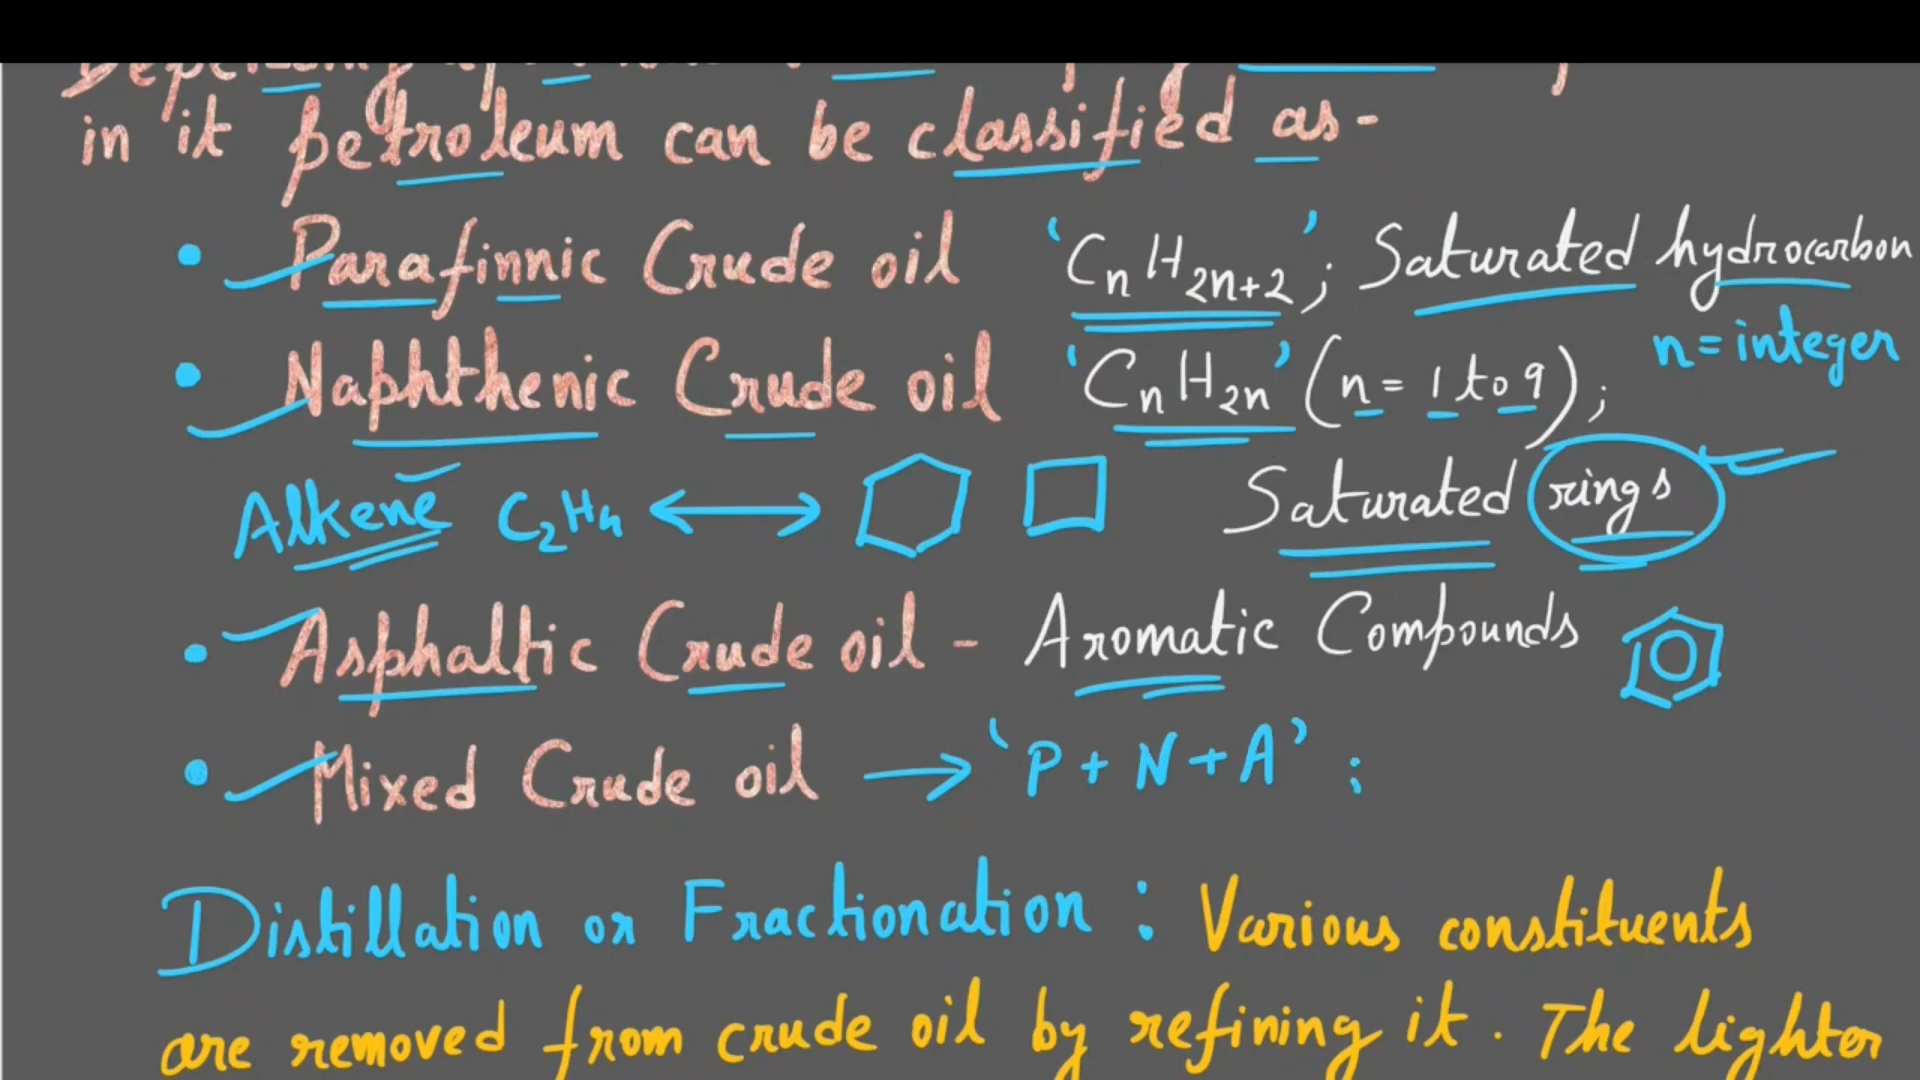 in it petroleum can be classified as-
• Parafinnic Crude oil 'CnH2n+2'; Saturated hydrocarbon
n = integer
• Naphthenic Crude oil 'CnH2n' (n = 1 to 9);
Alkene C2H4 ⟷ Saturated rings
• Asphaltic Crude oil - Aromatic Compounds
• Mixed Crude oil → 'P + N + A' :
Distillation or Fractionation : Various constituents
are removed from crude oil by refining it. The lighter